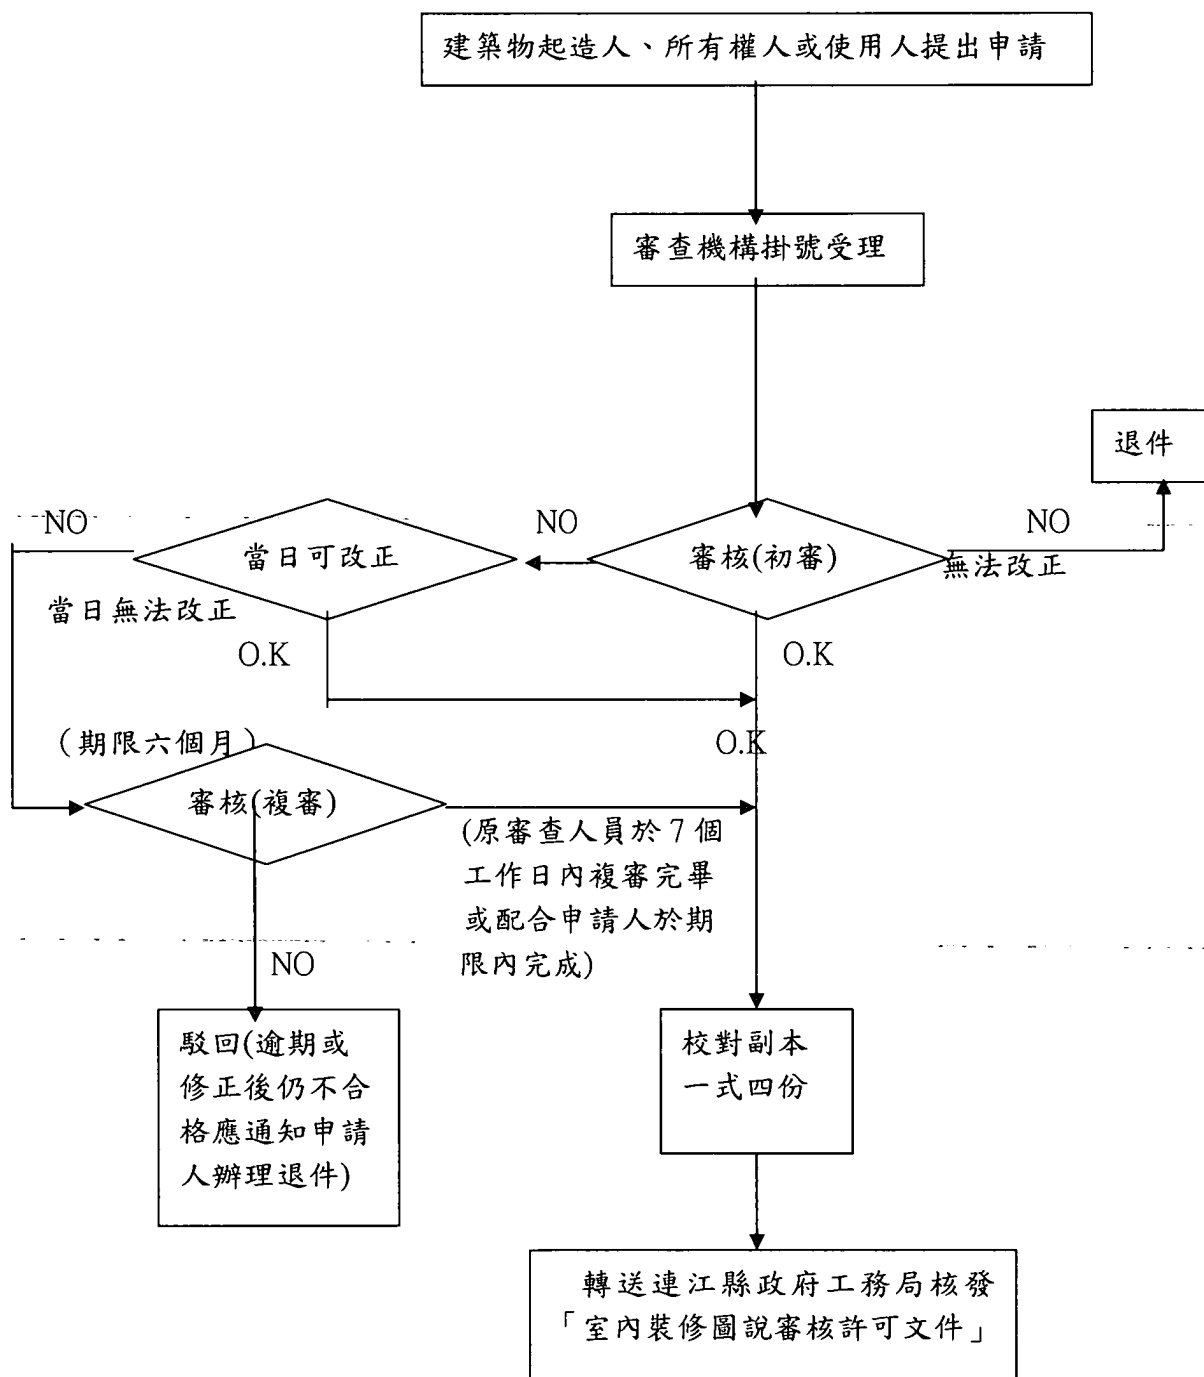 建築物起造人、所有權人或使用人提出申請
審查機構掛號受理
退件
NO
NO
NO
當日可改正
審核(初審)
無法改正
當日無法改正
O.K
O.K
（期限六個月）
O.K
審核(複審)
(原審查人員於7個
工作日內複審完畢
或配合申請人於期
限內完成)
NO
駁回(逾期或
修正後仍不合
格應通知申請
人辦理退件)
校對副本
一式四份
轉送連江縣政府工務局核發
「室內裝修圖說審核許可文件」